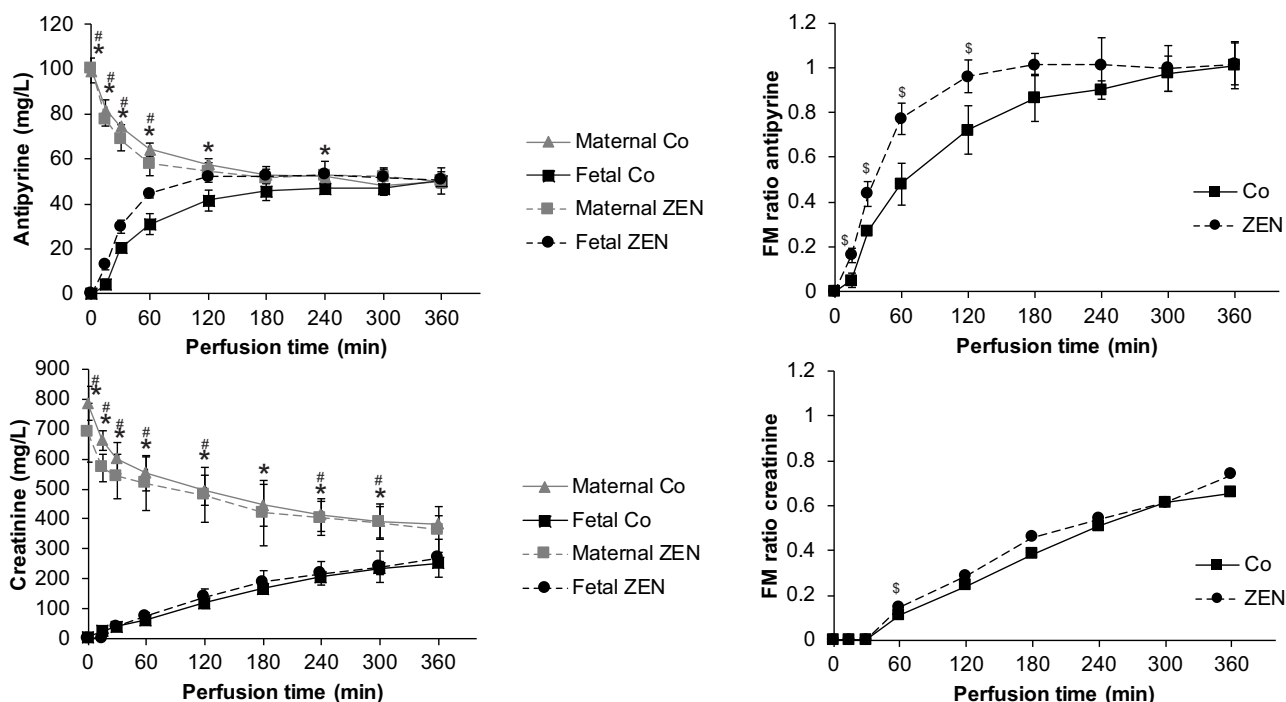 Antipyrine (mg/L)
120
100
80
60
40
20
0
#
*
#
*
#
*
#
*
*
*
0 60 120 180 240 300 360
Perfusion time (min)
Maternal Co
Fetal Co
Maternal ZEN
Fetal ZEN
FM ratio antipyrine
1.2
1
0.8
0.6
0.4
0.2
0
$
$
$
$
0 60 120 180 240 300 360
Perfusion time (min)
Co
ZEN
Creatinine (mg/L)
900
800
700
600
500
400
300
200
100
0
#
*
#
*
#
*
#
*
#
*
*
#
*
#
*
0 60 120 180 240 300 360
Perfusion time (min)
Maternal Co
Fetal Co
Maternal ZEN
Fetal ZEN
FM ratio creatinine
1.2
1
0.8
0.6
0.4
0.2
0
$
0 60 120 180 240 300 360
Perfusion time (min)
Co
ZEN